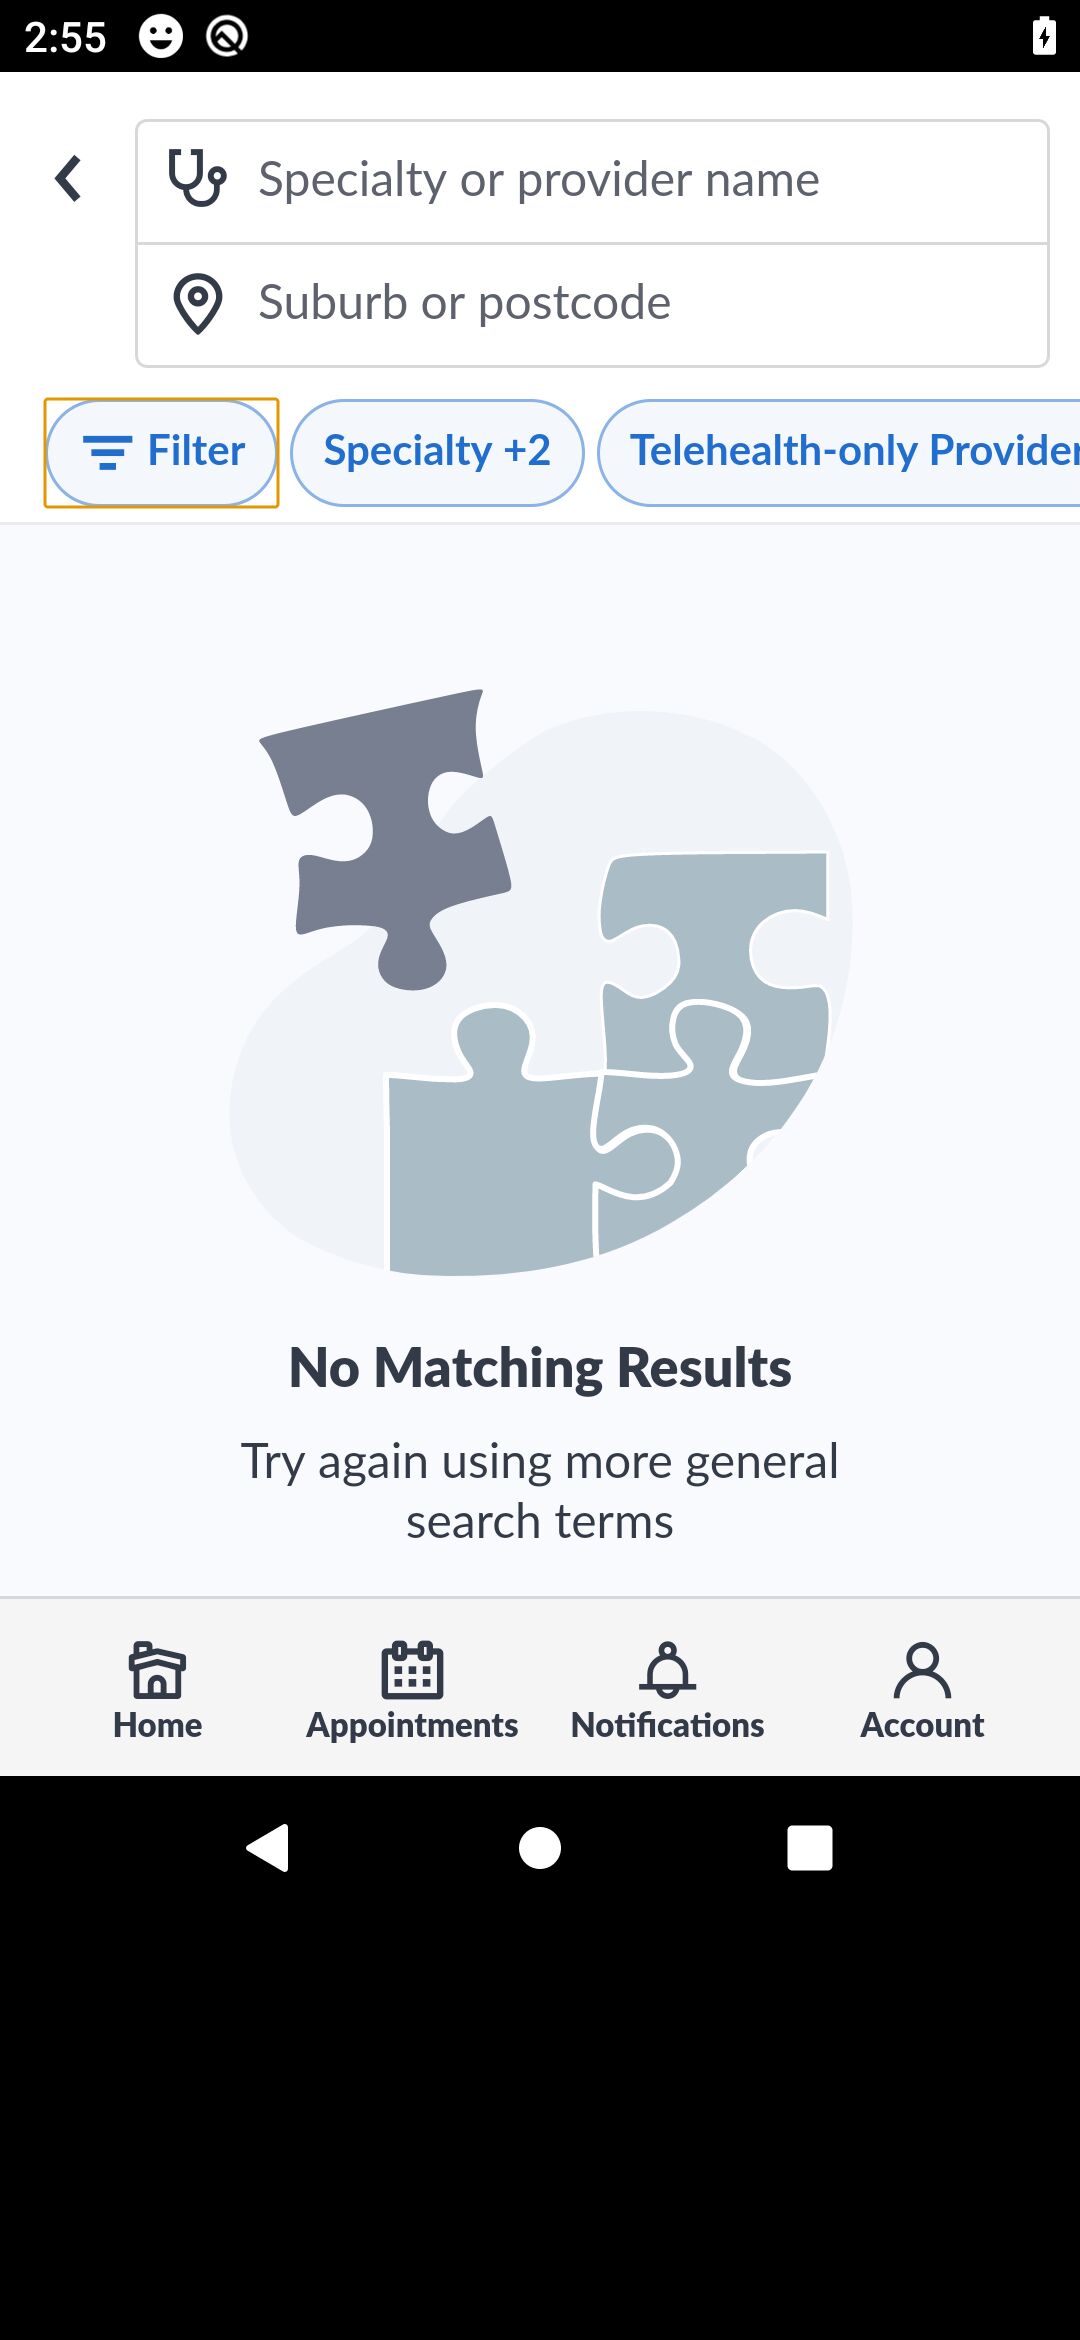 2:55
Specialty or provider name
Suburb or postcode
Filter
Specialty +2
Telehealth-only Provider
No Matching Results
Try again using more general
search terms
Home
Appointments
Notifications
Account